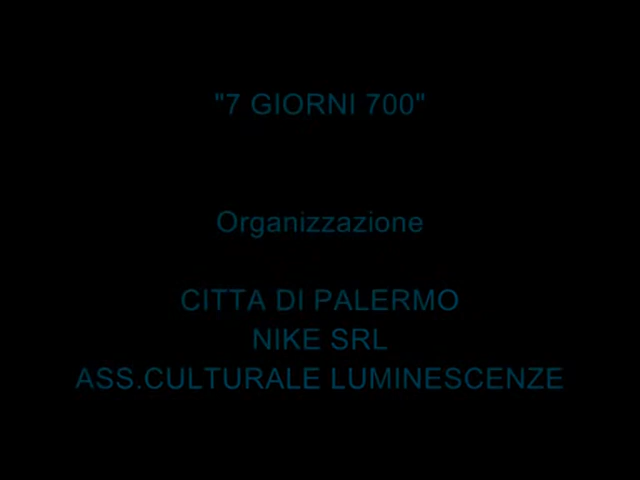 "7 GIORNI 700"
Organizzazione
CITTA DI PALERMO
NIKE SRL
ASS.CULTURALE LUMINESCENZE